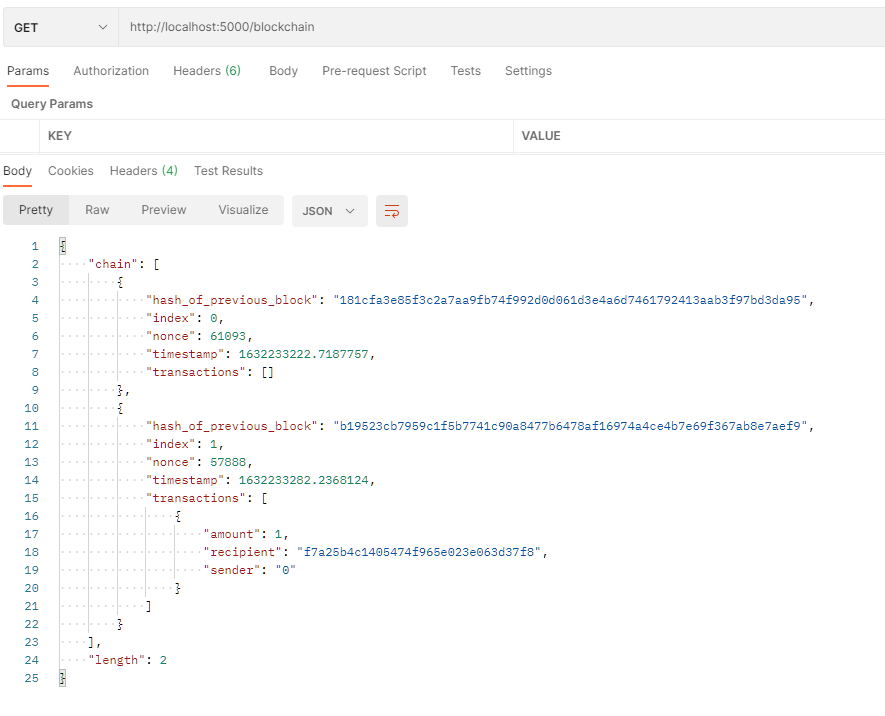 GET http://localhost:5000/blockchain
Params Authorization Headers (6) Body Pre-request Script Tests Settings
Query Params
KEY VALUE
Body Cookies Headers (4) Test Results
Pretty Raw Preview Visualize JSON
1 {
2 "chain": [
3 {
4 "hash_of_previous_block": "181cfa3e85f3c2a7aa9fb74f992d0d061d3e4a6d7461792413aab3f97bd3da95",
5 "index": 0,
6 "nonce": 61093,
7 "timestamp": 1632233222.7187757,
8 "transactions": []
9 },
10 {
11 "hash_of_previous_block": "b19523cb7959c1f5b7741c90a8477b6478af16974a4ce4b7e69f367ab8e7aef9",
12 "index": 1,
13 "nonce": 57888,
14 "timestamp": 1632233282.2368124,
15 "transactions": [
16 {
17 "amount": 1,
18 "recipient": "f7a25b4c1405474f965e023e063d37f8",
19 "sender": "0"
20 }
21 ]
22 }
23 ],
24 "length": 2
25 }